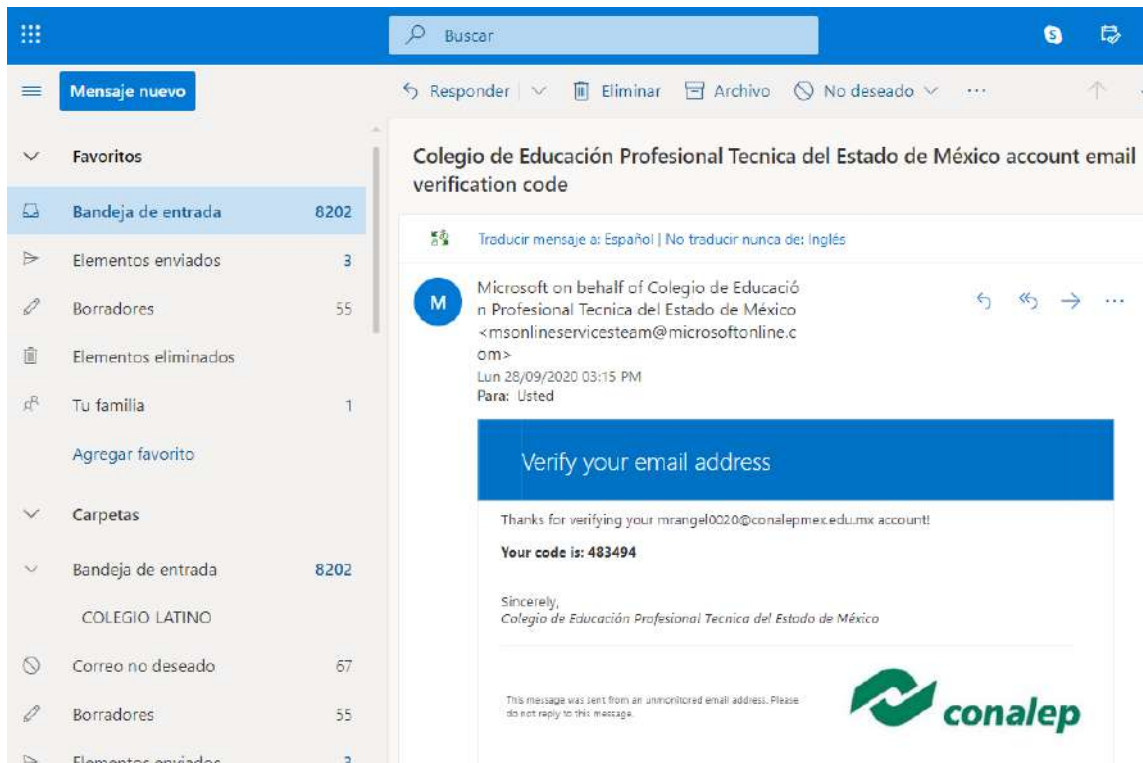 Buscar
Mensaje nuevo
Responder
Eliminar
Archivo
No deseado
Favoritos
Bandeja de entrada 8202
Elementos enviados 3
Borradores 55
Elementos eliminados
Tu familia 1
Agregar favorito
Carpetas
Bandeja de entrada 8202
COLEGIO LATINO
Correo no deseado 67
Borradores 55
Elementos enviados 3
Colegio de Educación Profesional Tecnica del Estado de México account email
verification code
Traducir mensaje a: Español | No traducir nunca de: Inglés
M
Microsoft on behalf of Colegio de Educació
n Profesional Tecnica del Estado de México
<msonlineservicesteam@microsoftonline.c
om>
Lun 28/09/2020 03:15 PM
Para: Usted
Verify your email address
Thanks for verifying your mrangel0020@conalepmex.edu.mx account!
Your code is: 483494
Sincerely,
Colegio de Educación Profesional Tecnica del Estado de México
This message was sent from an unmonitored email address. Please
do not reply to this message.
conalep